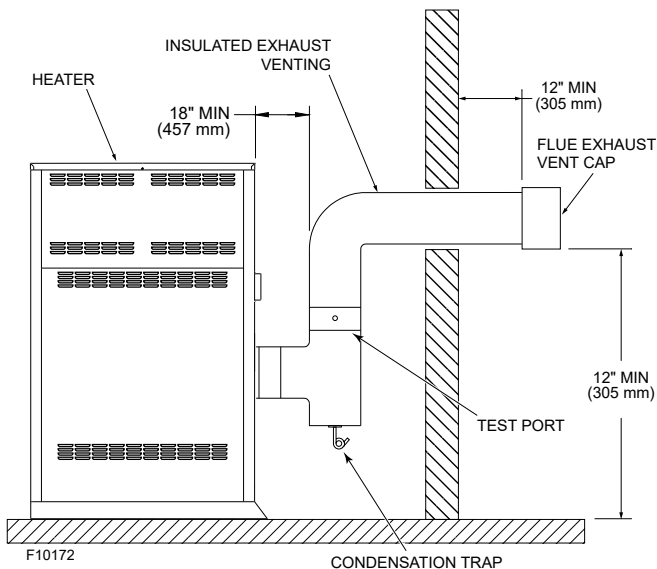 INSULATED EXHAUST
VENTING
HEATER
18" MIN
(457 mm)
12" MIN
(305 mm)
FLUE EXHAUST
VENT CAP
12" MIN
(305 mm)
TEST PORT
F10172
CONDENSATION TRAP